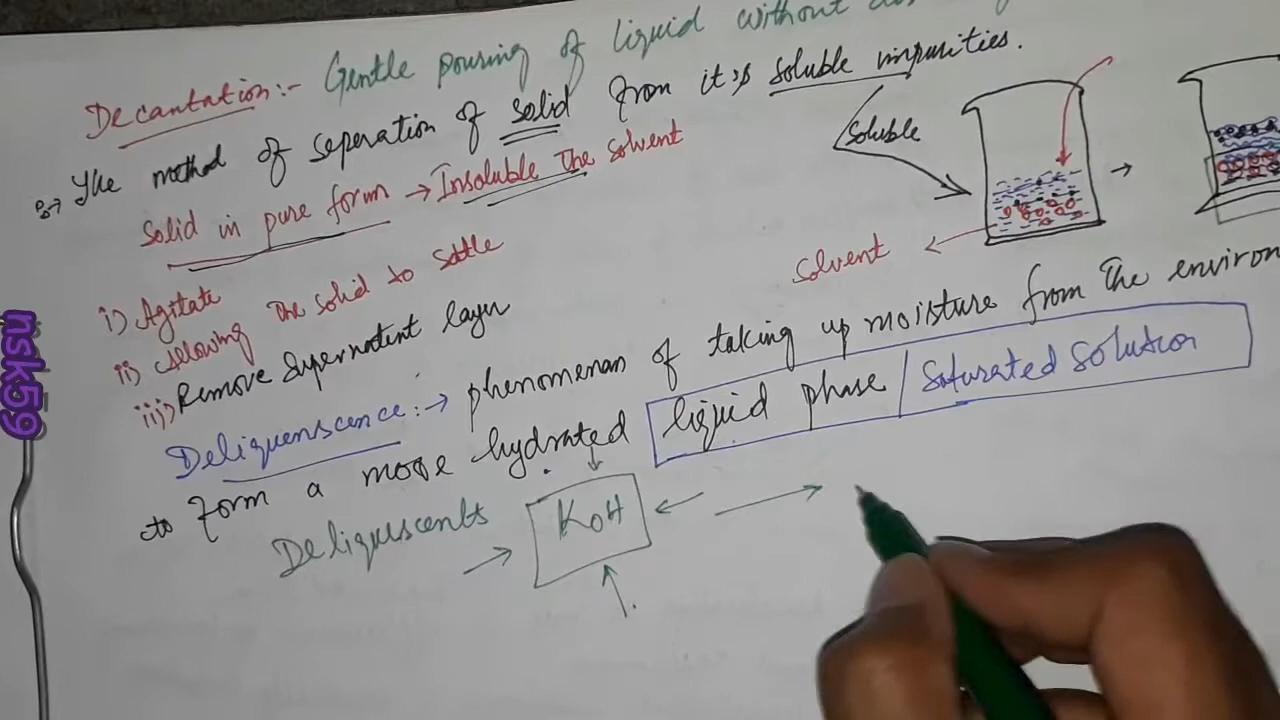 Decantation:- Gentle pouring of liquid without
The method of seperation of solid from it's soluble impurities.
Solid in pure form → Insoluble the solvent
Soluble
Solvent
i) Agitate
ii) Allowing the solid to settle
iii) Remove Supernatent layer
Deliquenscence:→ phenomenan of taking up moisture from the environ
to form a more hydrated liquid phase / Saturated solution
Deliquescents → KOH ← →
nsk59